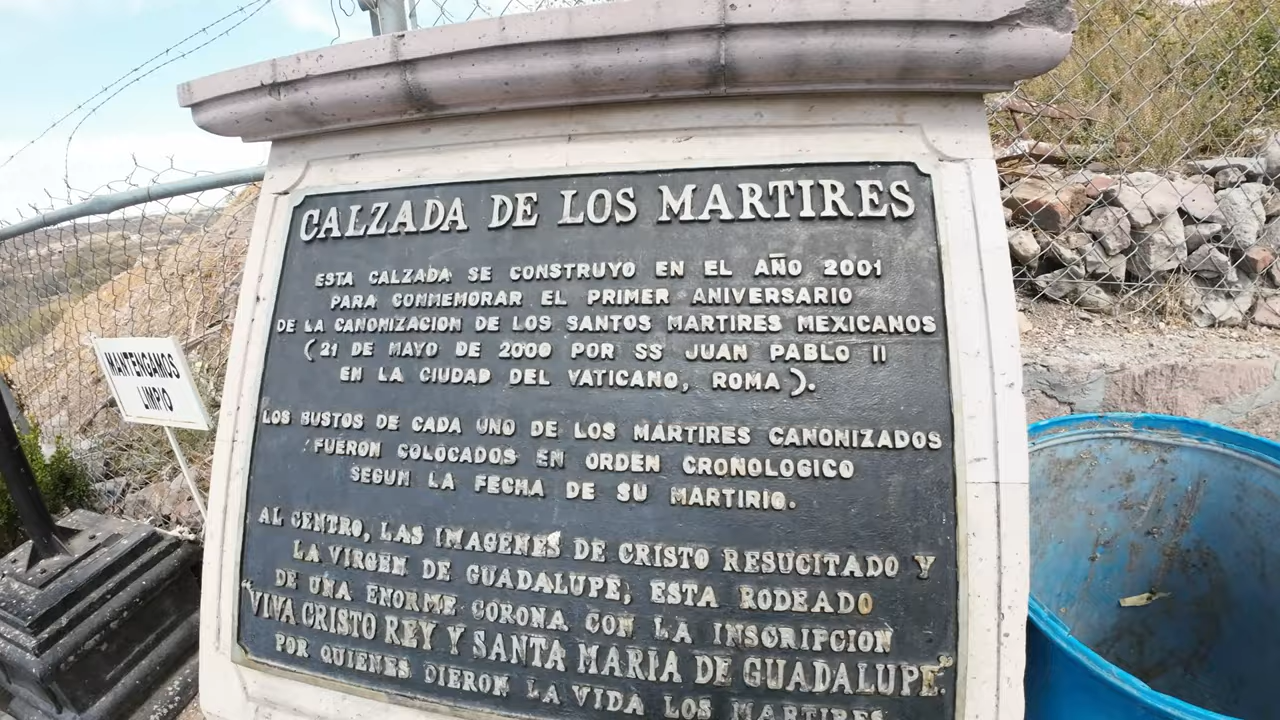 CALZADA DE LOS MARTIRES
ESTA CALZADA SE CONSTRUYO EN EL AÑO 2001
PARA CONMEMORAR EL PRIMER ANIVERSARIO
DE LA CANONIZACION DE LOS SANTOS MARTIRES MEXICANOS
(21 DE MAYO DE 2000 POR SS JUAN PABLO II
EN LA CIUDAD DEL VATICANO, ROMA).
LOS BUSTOS DE CADA UNO DE LOS MARTIRES CANONIZADOS
FUERON COLOCADOS EN ORDEN CRONOLOGICO
SEGUN LA FECHA DE SU MARTIRIO.
AL CENTRO, LAS IMAGENES DE CRISTO RESUCITADO Y
LA VIRGEN DE GUADALUPE, ESTA RODEADO
DE UNA ENORME CORONA CON LA INSCRIPCION
"VIVA CRISTO REY Y SANTA MARIA DE GUADALUPE"
POR QUIENES DIERON LA VIDA LOS MARTIRES
MANTENGAMOS
LIMPIO